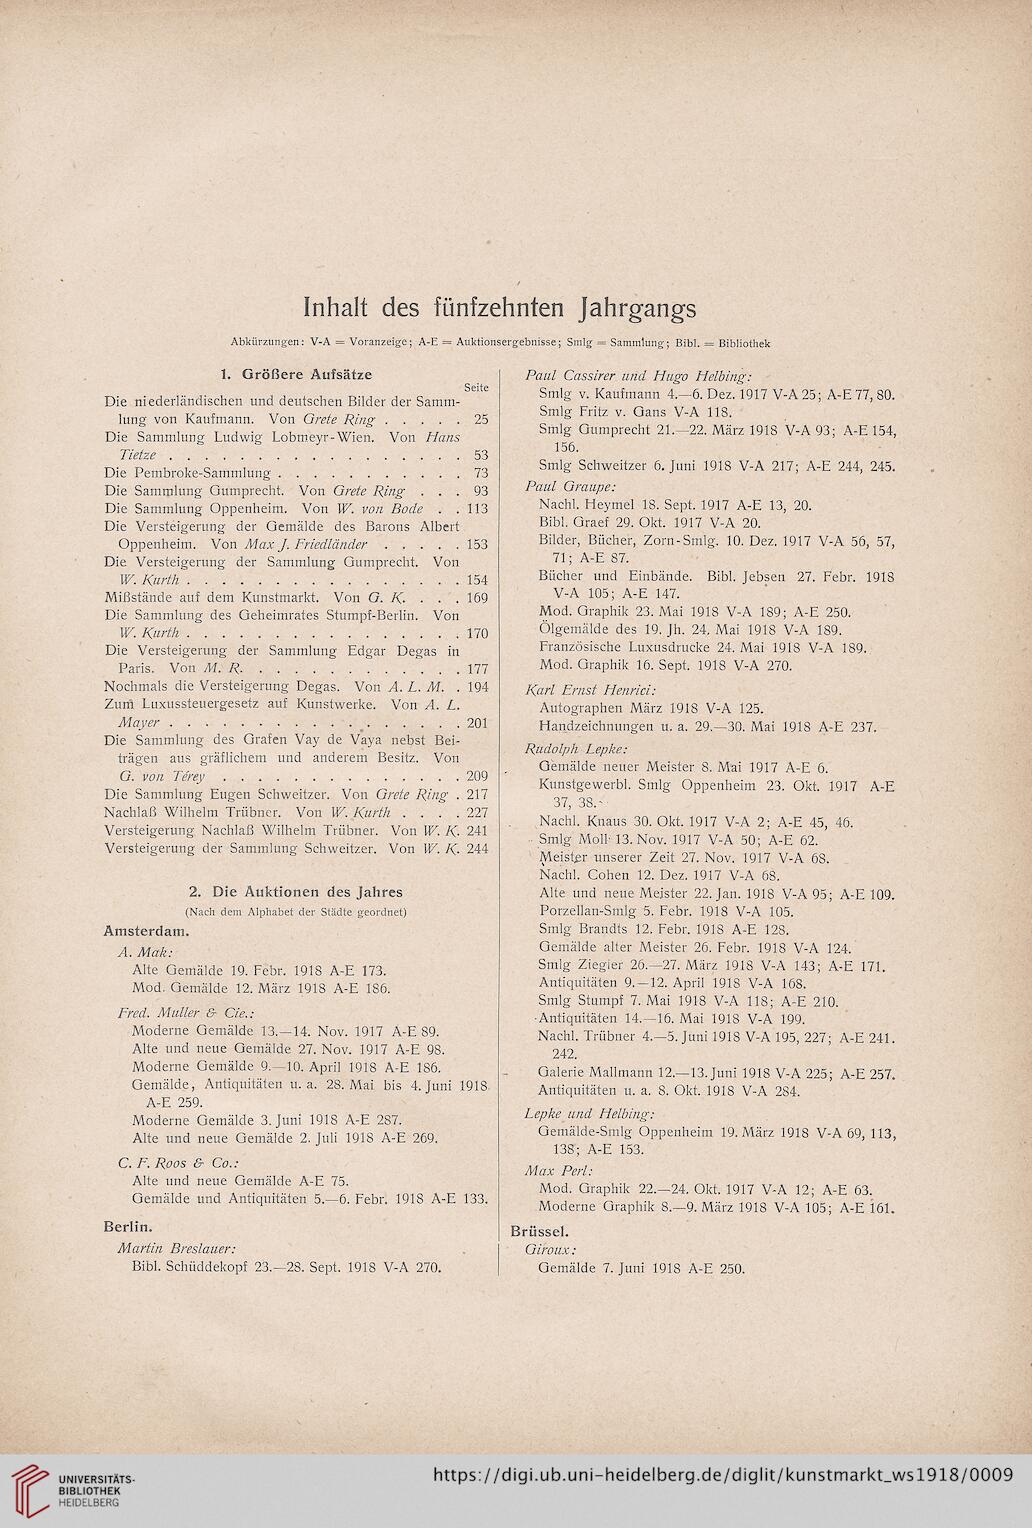 Inhalt des fünfzehnten Jahrgangs
Abkürzungen: V-A = Voranzeige; A-E = Auktionsergebnisse; Smlg = Sammlung; Bibl. = Bibliothek
1. Größere Aufsätze
Seite
Die niederländischen und deutschen Bilder der Samm-
lung von Kaufmann. Von Grete Ring . . . . . 25
Die Sammlung Ludwig Lobmeyr-Wien. Von Hans
Tietze . . . . . . . . . . . . . . . . . 53
Die Pembroke-Sammlung . . . . . . . . . . . 73
Die Sammlung Gumprecht. Von Grete Ring . . . 93
Die Sammlung Oppenheim. Von W. von Bode . . 113
Die Versteigerung der Gemälde des Barons Albert
Oppenheim. Von Max J. Friedländer . . . . . 153
Die Versteigerung der Sammlung Gumprecht. Von
W. Kurth . . . . . . . . . . . . . . . . 154
Mißstände auf dem Kunstmarkt. Von G. K. . . . 169
Die Sammlung des Geheimrates Stumpf-Berlin. Von
W. Kurth . . . . . . . . . . . . . . . . 170
Die Versteigerung der Sammlung Edgar Degas in
Paris. Von M. R. . . . . . . . . . . . . 177
Nochmals die Versteigerung Degas. Von A. L. M. . 194
Zum Luxussteuergesetz auf Kunstwerke. Von A. L.
Mayer . . . . . . . . . . . . . . . . . 201
Die Sammlung des Grafen Vay de Vaya nebst Bei-
trägen aus gräflichem und anderem Besitz. Von
G. von Térey . . . . . . . . . . . . . . 209
Die Sammlung Eugen Schweitzer. Von Grete Ring . 217
Nachlaß Wilhelm Trübner. Von W. Kurth . . . . 227
Versteigerung Nachlaß Wilhelm Trübner. Von W. K. 241
Versteigerung der Sammlung Schweitzer. Von W. K. 244
2. Die Auktionen des Jahres
(Nach dem Alphabet der Städte geordnet)
Amsterdam.
A. Mak:
Alte Gemälde 19. Febr. 1918 A-E 173.
Mod. Gemälde 12. März 1918 A-E 186.
Fred. Muller & Cie.:
Moderne Gemälde 13.—14. Nov. 1917 A-E 89.
Alte und neue Gemälde 27. Nov. 1917 A-E 98.
Moderne Gemälde 9.—10. April 1918 A-E 186.
Gemälde, Antiquitäten u. a. 28. Mai bis 4. Juni 1918
A-E 259.
Moderne Gemälde 3. Juni 1918 A-E 287.
Alte und neue Gemälde 2. Juli 1918 A-E 269.
C. F. Roos & Co.:
Alte und neue Gemälde A-E 75.
Gemälde und Antiquitäten 5.—6. Febr. 1918 A-E 133.
Berlin.
Martin Breslauer:
Bibl. Schüddekopf 23.—28. Sept. 1918 V-A 270.
Paul Cassirer und Hugo Helbing:
Smlg v. Kaufmann 4.—6. Dez. 1917 V-A 25; A-E 77, 80.
Smlg Fritz v. Gans V-A 118.
Smlg Gumprecht 21.—22. März 1918 V-A 93; A-E 154,
156.
Smlg Schweitzer 6. Juni 1918 V-A 217; A-E 244, 245.
Paul Graupe:
Nachl. Heymel 18. Sept. 1917 A-E 13, 20.
Bibl. Graef 29. Okt. 1917 V-A 20.
Bilder, Bücher, Zorn-Smlg. 10. Dez. 1917 V-A 56, 57,
71; A-E 87.
Bücher und Einbände. Bibl. Jebsen 27. Febr. 1918
V-A 105; A-E 147.
Mod. Graphik 23. Mai 1918 V-A 189; A-E 250.
Ölgemälde des 19. Jh. 24. Mai 1918 V-A 189.
Französische Luxusdrucke 24. Mai 1918 V-A 189.
Mod. Graphik 16. Sept. 1918 V-A 270.
Karl Ernst Henrici:
Autographen März 1918 V-A 125.
Handzeichnungen u. a. 29.—30. Mai 1918 A-E 237.
Rudolph Lepke:
Gemälde neuer Meister 8. Mai 1917 A-E 6.
Kunstgewerbl. Smlg Oppenheim 23. Okt. 1917 A-E
37, 38.
Nachl. Knaus 30. Okt. 1917 V-A 2; A-E 45, 46.
Smlg Moll 13. Nov. 1917 V-A 50; A-E 62.
Meister unserer Zeit 27. Nov. 1917 V-A 68.
Nachl. Cohen 12. Dez. 1917 V-A 68.
Alte und neue Meister 22. Jan. 1918 V-A 95; A-E 109.
Porzellan-Smlg 5. Febr. 1918 V-A 105.
Smlg Brandts 12. Febr. 1918 A-E 128.
Gemälde alter Meister 26. Febr. 1918 V-A 124.
Smlg Ziegler 26.—27. März 1918 V-A 143; A-E 171.
Antiquitäten 9.—12. April 1918 V-A 168.
Smlg Stumpf 7. Mai 1918 V-A 118; A-E 210.
Antiquitäten 14.—16. Mai 1918 V-A 199.
Nachl. Trübner 4.—5. Juni 1918 V-A 195, 227; A-E 241.
242.
Galerie Mallmann 12.—13. Juni 1918 V-A 225; A-E 257.
Antiquitäten u. a. 8. Okt. 1918 V-A 284.
Lepke und Helbing:
Gemälde-Smlg Oppenheim 19. März 1918 V-A 69, 113,
138; A-E 153.
Max Perl:
Mod. Graphik 22.—24. Okt. 1917 V-A 12; A-E 63.
Moderne Graphik 8.—9. März 1918 V-A 105; A-E 161.
Brüssel.
Giroux:
Gemälde 7. Juni 1918 A-E 250.
UNIVERSITÄTS-
BIBLIOTHEK
HEIDELBERG
https://digi.ub.uni-heidelberg.de/diglit/kunstmarkt_ws1918/0009